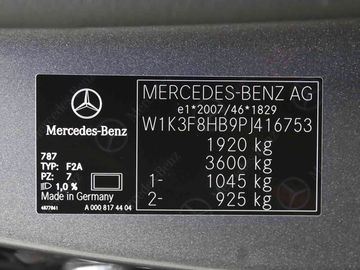 Mercedes-Benz
787
TYP: F2A
PZ: 7
1,0 %
Made in Germany
4877841
A 000 817 44 04
MERCEDES-BENZ AG
e1*2007/46*1829
W1K3F8HB9PJ416753
1920 kg
3600 kg
1- 1045 kg
2- 925 kg